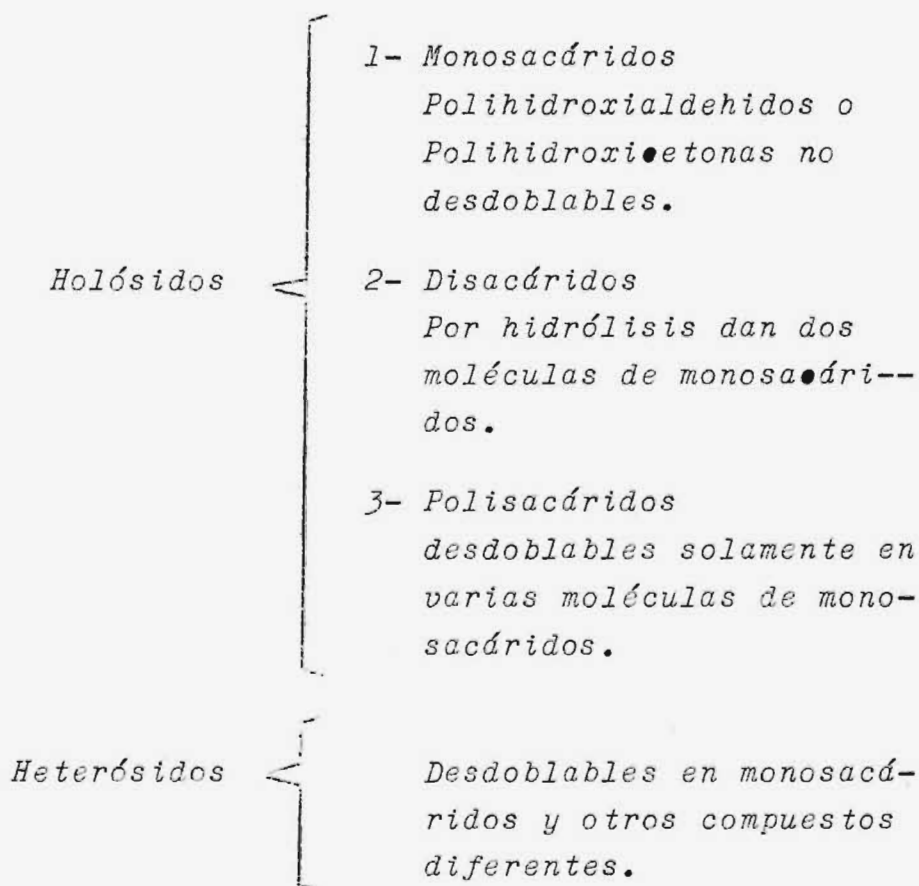 1- Monosacáridos
Polihidroxialdehidos o
Polihidroxicetonas no
desdoblables.
Holósidos
2- Disacáridos
Por hidrólisis dan dos
moléculas de monosacári--
dos.
3- Polisacáridos
desdoblables solamente en
varias moléculas de mono-
sacáridos.
Heterósidos
Desdoblables en monosacá-
ridos y otros compuestos
diferentes.